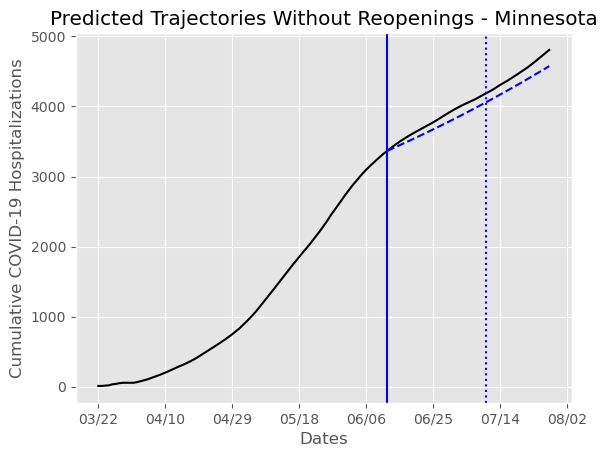 Predicted Trajectories Without Reopenings - Minnesota
Cumulative COVID-19 Hospitalizations
5000
4000
3000
2000
1000
0
03/22 04/10 04/29 05/18 06/06 06/25 07/14 08/02
Dates